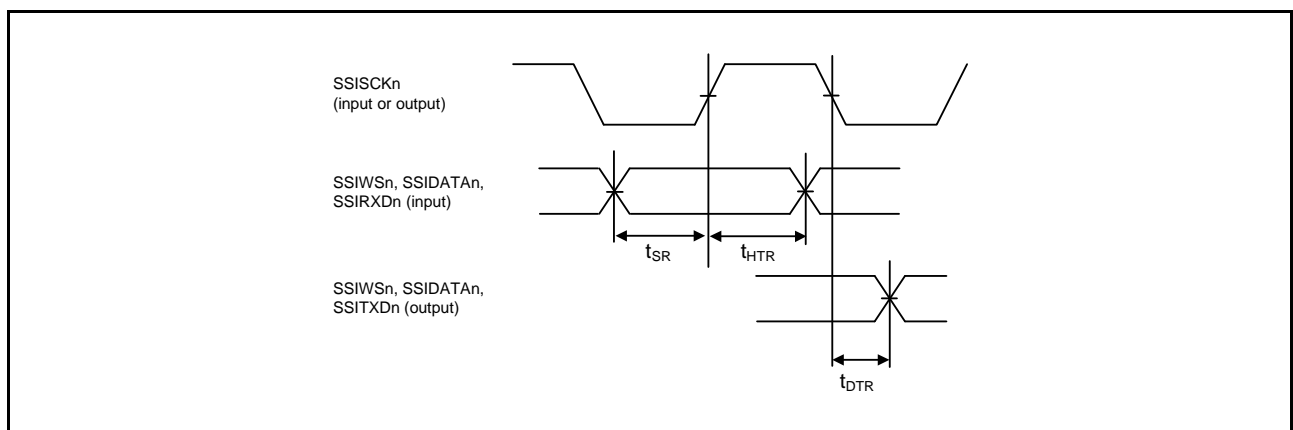 SSISCKn
(input or output)
SSIWSn, SSIDATAn,
SSIRXDn (input)
tSR
tHTR
SSIWSn, SSIDATAn,
SSITXDn (output)
tDTR